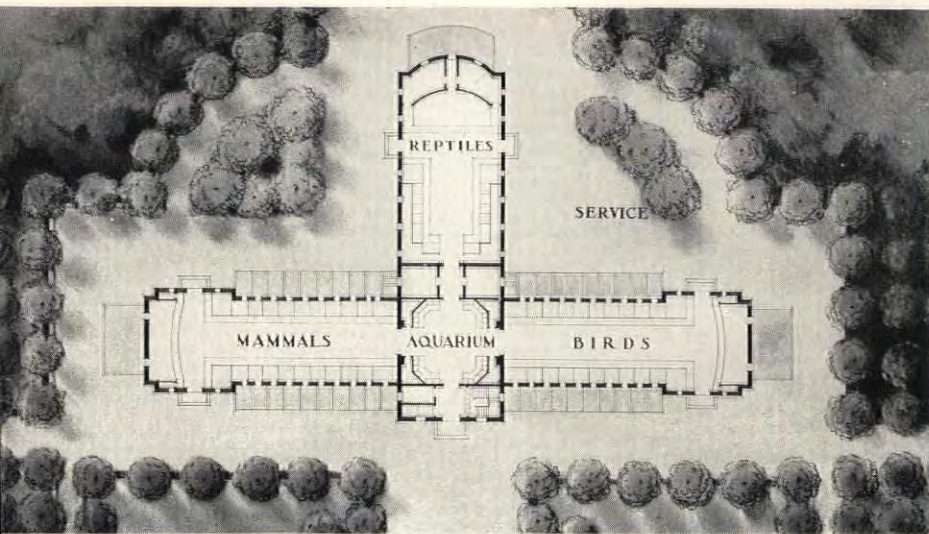 REPTILES
SERVICE
MAMMALS
AQUARIUM
BIRDS